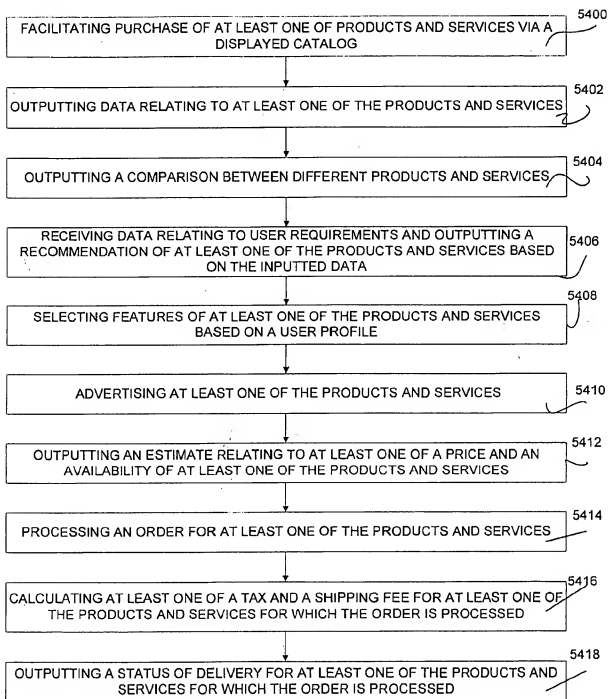 5400
FACILITATING PURCHASE OF AT LEAST ONE OF PRODUCTS AND SERVICES VIA A
DISPLAYED CATALOG
5402
OUTPUTTING DATA RELATING TO AT LEAST ONE OF THE PRODUCTS AND SERVICES
5404
OUTPUTTING A COMPARISON BETWEEN DIFFERENT PRODUCTS AND SERVICES
RECEIVING DATA RELATING TO USER REQUIREMENTS AND OUTPUTTING A
RECOMMENDATION OF AT LEAST ONE OF THE PRODUCTS AND SERVICES BASED
ON THE INPUTTED DATA
5406
5408
SELECTING FEATURES OF AT LEAST ONE OF THE PRODUCTS AND SERVICES
BASED ON A USER PROFILE
ADVERTISING AT LEAST ONE OF THE PRODUCTS AND SERVICES
5410
OUTPUTTING AN ESTIMATE RELATING TO AT LEAST ONE OF A PRICE AND AN
AVAILABILITY OF AT LEAST ONE OF THE PRODUCTS AND SERVICES
5412
PROCESSING AN ORDER FOR AT LEAST ONE OF THE PRODUCTS AND SERVICES
5414
5416
CALCULATING AT LEAST ONE OF A TAX AND A SHIPPING FEE FOR AT LEAST ONE OF
THE PRODUCTS AND SERVICES FOR WHICH THE ORDER IS PROCESSED
5418
OUTPUTTING A STATUS OF DELIVERY FOR AT LEAST ONE OF THE PRODUCTS AND
SERVICES FOR WHICH THE ORDER IS PROCESSED